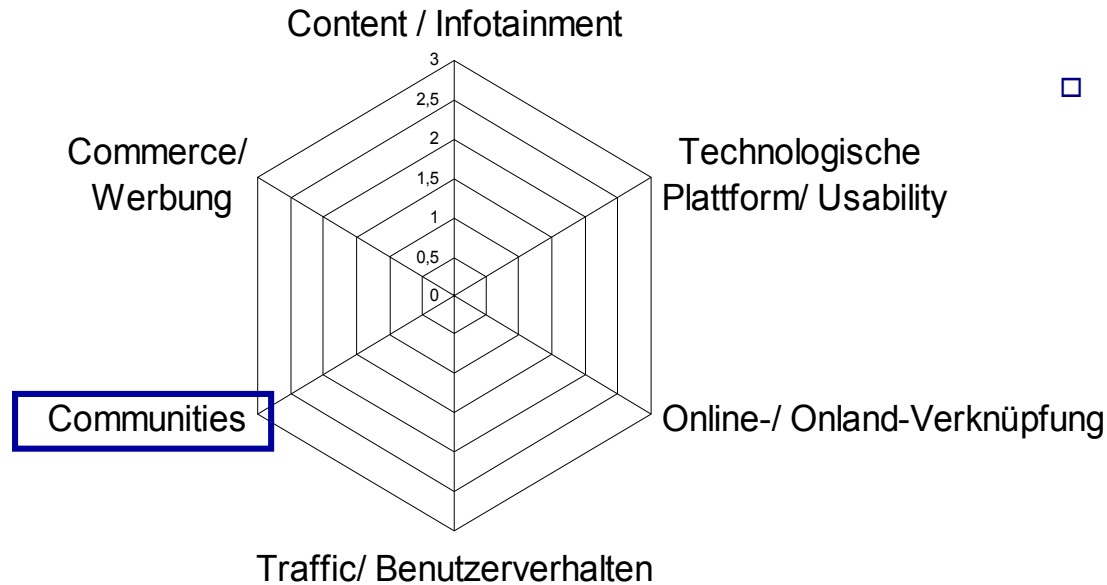 Content / Infotainment
3
2,5
2
1,5
1
0,5
0
Commerce/
Werbung
Technologische
Plattform/ Usability
Communities
Online-/ Onland-Verknüpfung
Traffic/ Benutzerverhalten